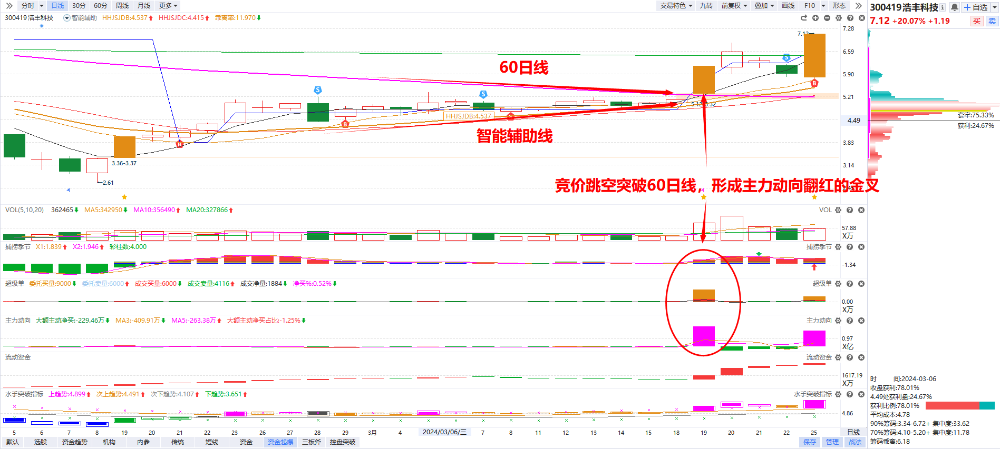 分时 日线 30分 60分 周线 月线 更多 交易特色 九转 前复权 叠加 画线 F10 形态
300419浩丰科技 自选
300419 浩丰科技 智能辅助 HHJSJDB:4.537 HHJSJDC:4.415 乖离率:11.970
7.12 +20.07% +1.19 买 卖
7.28
7.12
6.59
60日线
S
5.90
B
5.21
5.12-5.32
HHJSJDB:4.537
4.49
套牢:75.33%
获利:24.67%
智能辅助线
3.83
3.36-3.37
3.14
←2.61
竞价跳空突破60日线，形成主力动向翻红的金叉
VOL(5,10,20) 362465 MA5:342950 MA10:356490 MA20:327866 VOL
57.88
X万
捕捞季节 X1:1.839 X2:1.946 彩柱数:4.000 捕捞季节
-1.34
超级单 委托买量:9000 委托卖量:6000 成交买量:6000 成交卖量:4116 成交净量:1884 净买%:0.52% 超级单
0.00
X万
主力动向 大额主动净买:-229.46万 MA3:-409.91万 MA5:-263.38万 大额主动净买占比:-1.25% 主力动向
0.97
X亿
流动资金 流动资金
1617.19
X万
水手突破指标 上趋势:4.899 次上趋势:4.491 次下趋势:4.107 下趋势:3.651 水手突破指标
4.86
5 6 7 8 19 20 21 22 23 26 27 28 29 3月 4 2024/03/06/三 7 8 11 12 13 14 15 18 19 20 21 22 25 日线
默认 选股 资金趋势 机构 内参 传统 短线 资金 资金起爆 三板斧 控盘突破 保存 管理 战法
时 间:2024-03-06
收盘获利:78.01%
4.49处获利盘:24.67%
获利比例:78.01%
平均成本:4.78
90%筹码:3.34-6.72+ 集中度:33.62
70%筹码:4.10-5.20+ 集中度:11.78
筹码乖离:6.18